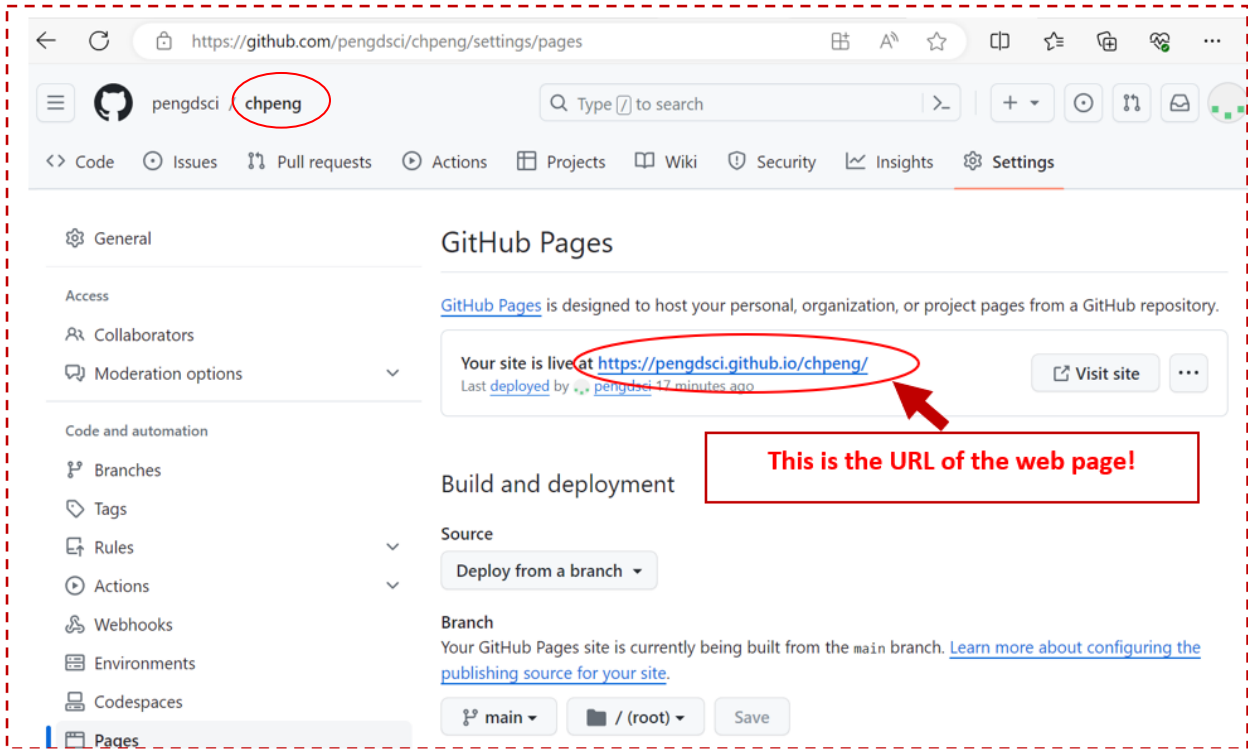 https://github.com/pengdsci/chpeng/settings/pages
pengdsci / chpeng
Type / to search
Code Issues Pull requests Actions Projects Wiki Security Insights Settings
General
Access
Collaborators
Moderation options
Code and automation
Branches
Tags
Rules
Actions
Webhooks
Environments
Codespaces
Pages
GitHub Pages
GitHub Pages is designed to host your personal, organization, or project pages from a GitHub repository.
Your site is live at https://pengdsci.github.io/chpeng/
Last deployed by pengdsci 17 minutes ago
Visit site
This is the URL of the web page!
Build and deployment
Source
Deploy from a branch
Branch
Your GitHub Pages site is currently being built from the main branch. Learn more about configuring the
publishing source for your site.
main / (root) Save